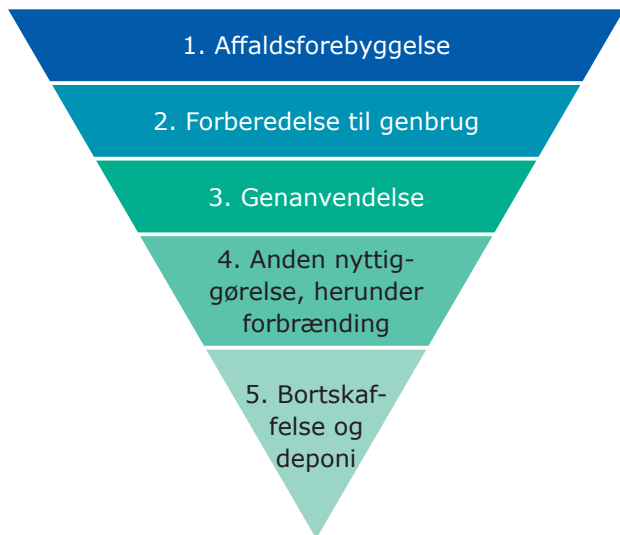 1. Affaldsforebyggelse
2. Forberedelse til genbrug
3. Genanvendelse
4. Anden nyttig-
gørelse, herunder
forbrænding
5. Bortskaf-
felse og
deponi